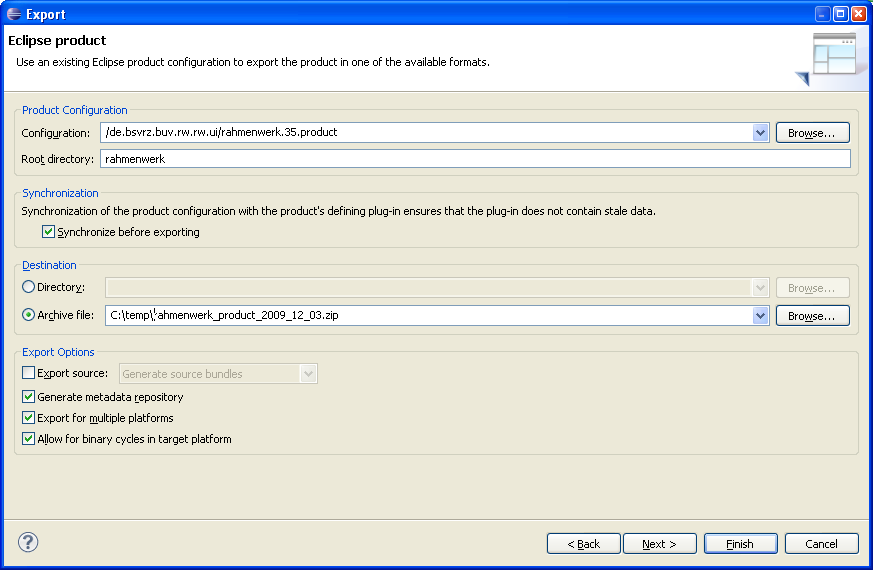 Export
Eclipse product
Use an existing Eclipse product configuration to export the product in one of the available formats.
Product Configuration
Configuration: /de.bsvrz.buv.rw.rw.ui/rahmenwerk.35.product Browse...
Root directory: rahmenwerk
Synchronization
Synchronization of the product configuration with the product's defining plug-in ensures that the plug-in does not contain stale data.
Synchronize before exporting
Destination
Directory: Browse...
Archive file: C:\temp\rahmenwerk_product_2009_12_03.zip Browse...
Export Options
Export source: Generate source bundles
Generate metadata repository
Export for multiple platforms
Allow for binary cycles in target platform
? < Back Next > Finish Cancel